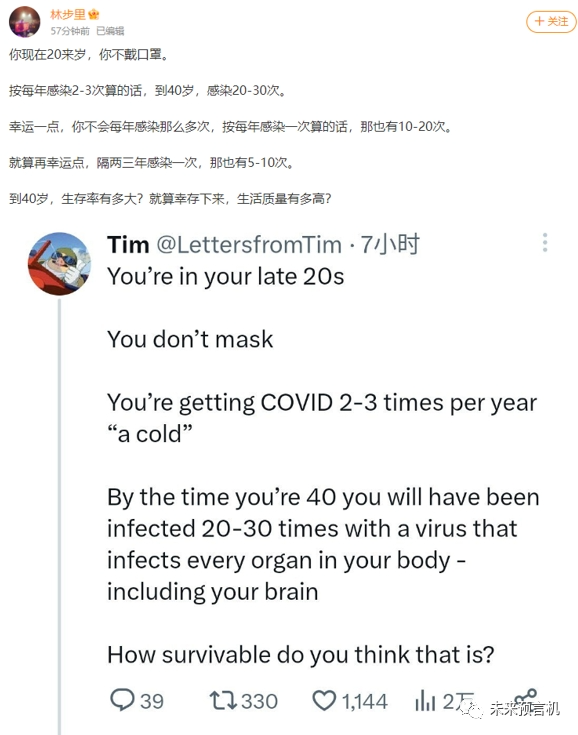 林步里
57分钟前 已编辑
+关注
你现在20来岁，你不戴口罩。
按每年感染2-3次算的话，到40岁，感染20-30次。
幸运一点，你不会每年感染那么多次，按每年感染一次算的话，那也有10-20次。
就算再幸运点，隔两三年感染一次，那也有5-10次。
到40岁，生存率有多大？就算幸存下来，生活质量有多高？
Tim @LettersfromTim · 7小时
You’re in your late 20s
You don’t mask
You’re getting COVID 2-3 times per year
“a cold”
By the time you’re 40 you will have been
infected 20-30 times with a virus that
infects every organ in your body -
including your brain
How survivable do you think that is?
39 330 1,144 2万
未来预言机